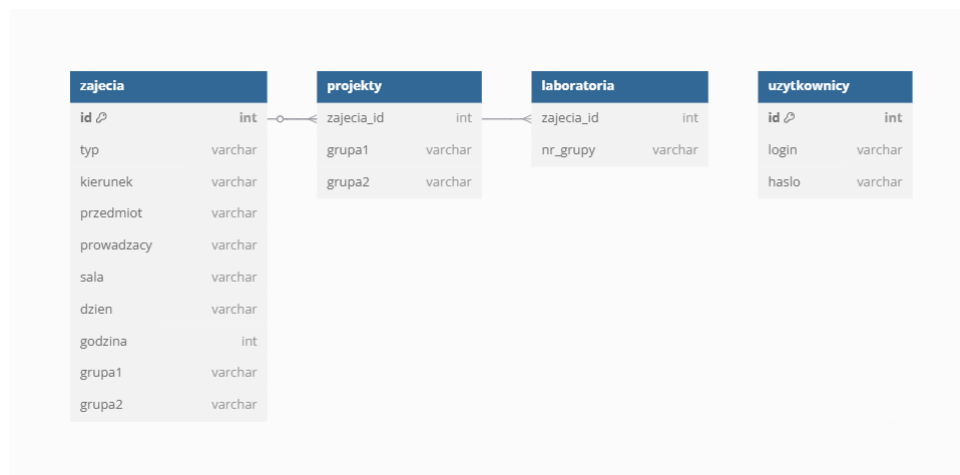 zajecia
id int
typ varchar
kierunek varchar
przedmiot varchar
prowadzacy varchar
sala varchar
dzien varchar
godzina int
grupa1 varchar
grupa2 varchar
projekty
zajecia_id int
grupa1 varchar
grupa2 varchar
laboratoria
zajecia_id int
nr_grupy varchar
uzytkownicy
id int
login varchar
haslo varchar